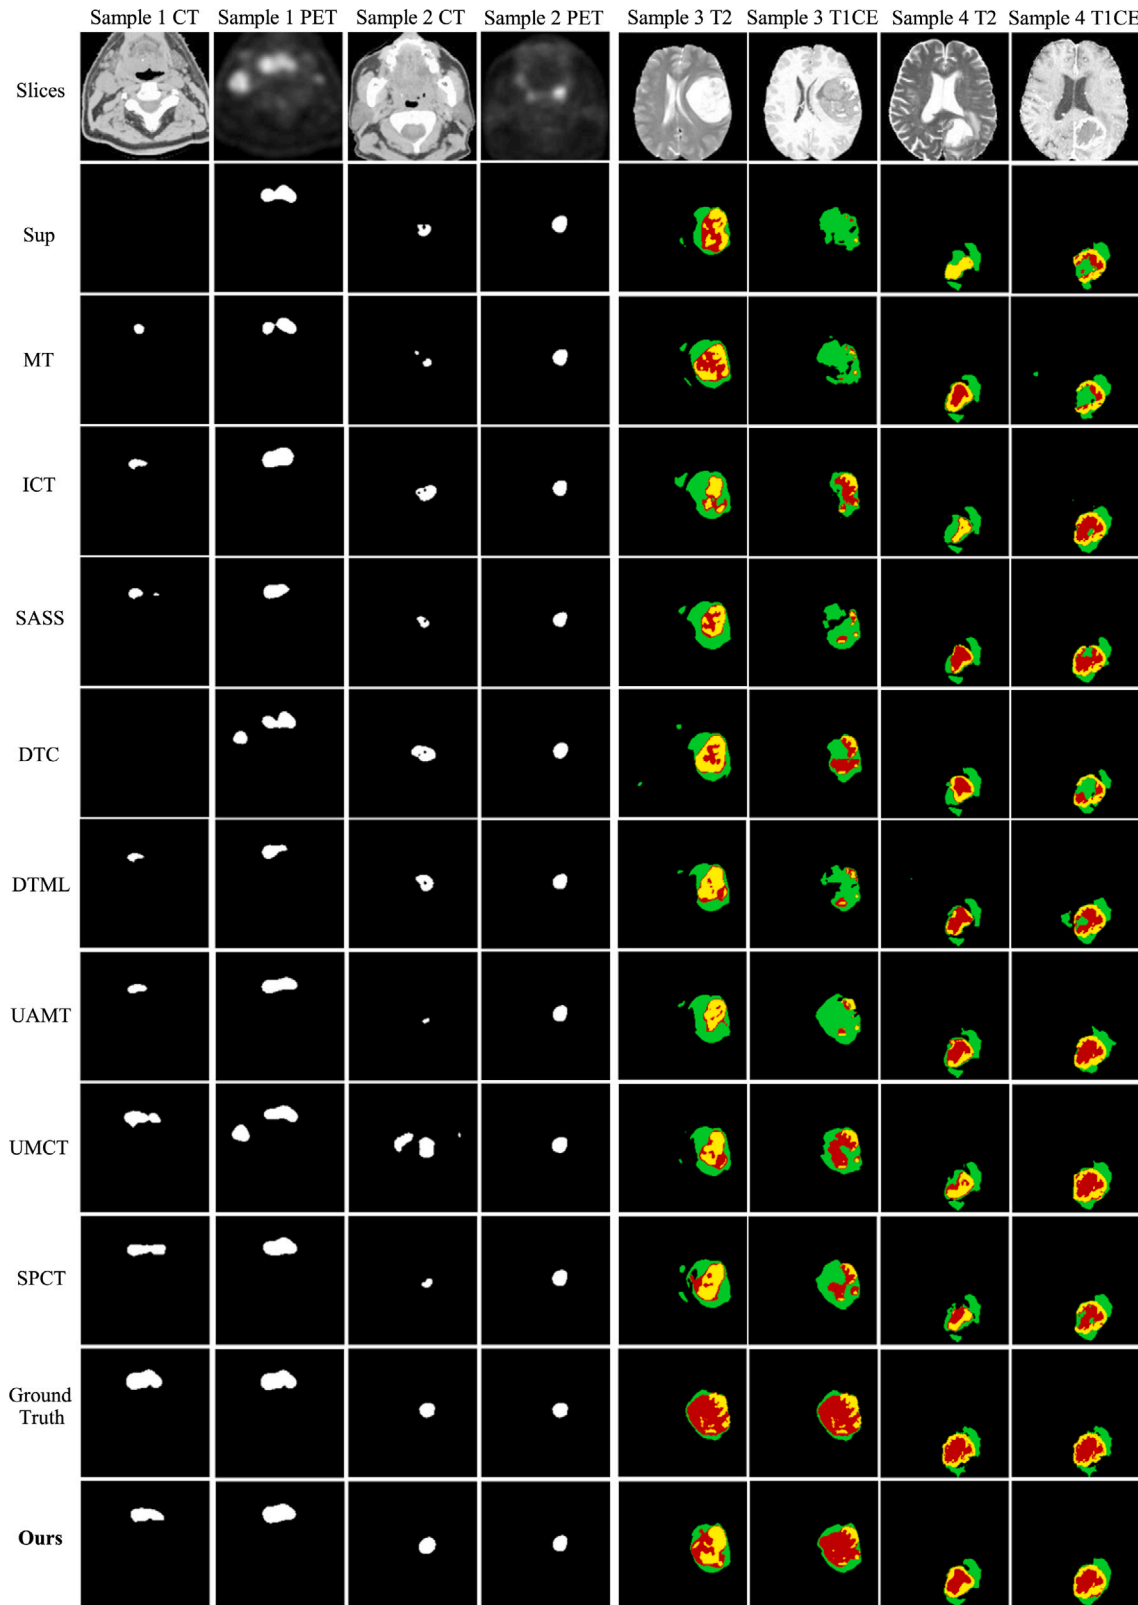 Sample 1 CT Sample 1 PET Sample 2 CT Sample 2 PET Sample 3 T2 Sample 3 T1CE Sample 4 T2 Sample 4 T1CE
Slices
Sup
MT
ICT
SASS
DTC
DTML
UAMT
UMCT
SPCT
Ground
Truth
Ours